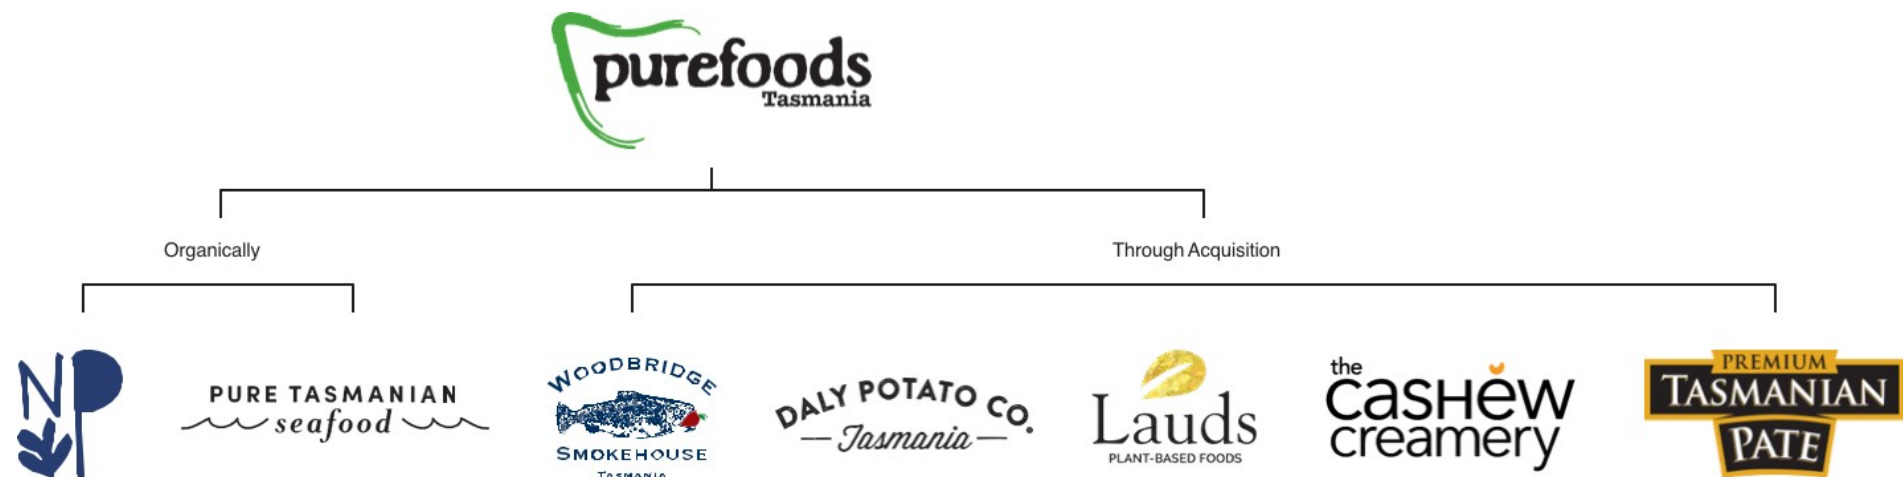 purefoods
Tasmania
Organically
Through Acquisition
NP
PURE TASMANIAN
seafood
WOODBRIDGE
SMOKEHOUSE
TASMANIA
DALY POTATO CO.
Tasmania
Lauds
PLANT-BASED FOODS
the
cashew
creamery
PREMIUM
TASMANIAN
PATE